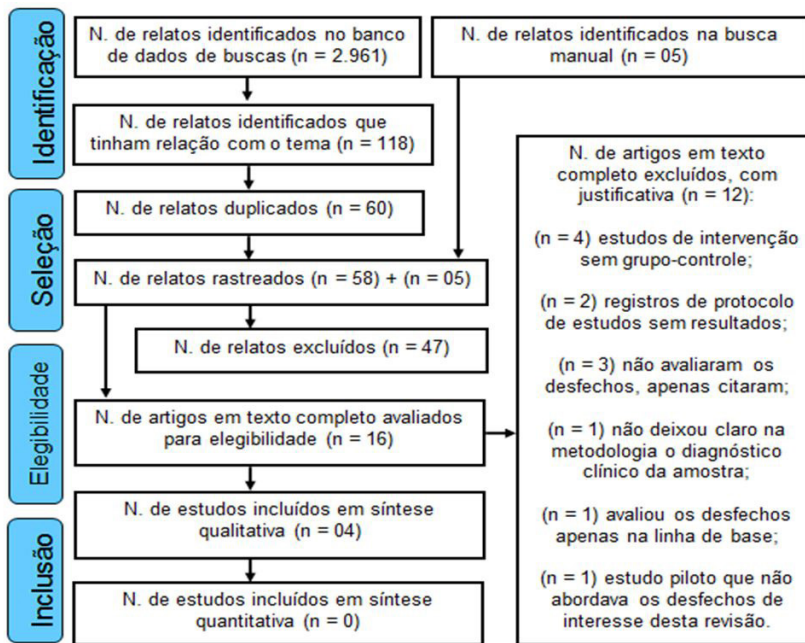 Identificação
N. de relatos identificados no banco
de dados de buscas (n = 2.961)
N. de relatos identificados na busca
manual (n = 05)
N. de relatos identificados que
tinham relação com o tema (n = 118)
Seleção
N. de relatos duplicados (n = 60)
N. de relatos rastreados (n = 58) + (n = 05)
N. de relatos excluídos (n = 47)
Elegibilidade
N. de artigos em texto completo avaliados
para elegibilidade (n = 16)
N. de artigos em texto
completo excluídos, com
justificativa (n = 12):
(n = 4) estudos de intervenção
sem grupo-controle;
(n = 2) registros de protocolo
de estudos sem resultados;
(n = 3) não avaliaram os
desfechos, apenas citaram;
(n = 1) não deixou claro na
metodologia o diagnóstico
clínico da amostra;
(n = 1) avaliou os desfechos
apenas na linha de base;
(n = 1) estudo piloto que não
abordava os desfechos de
interesse desta revisão.
Inclusão
N. de estudos incluídos em síntese
qualitativa (n = 04)
N. de estudos incluídos em síntese
quantitativa (n = 0)